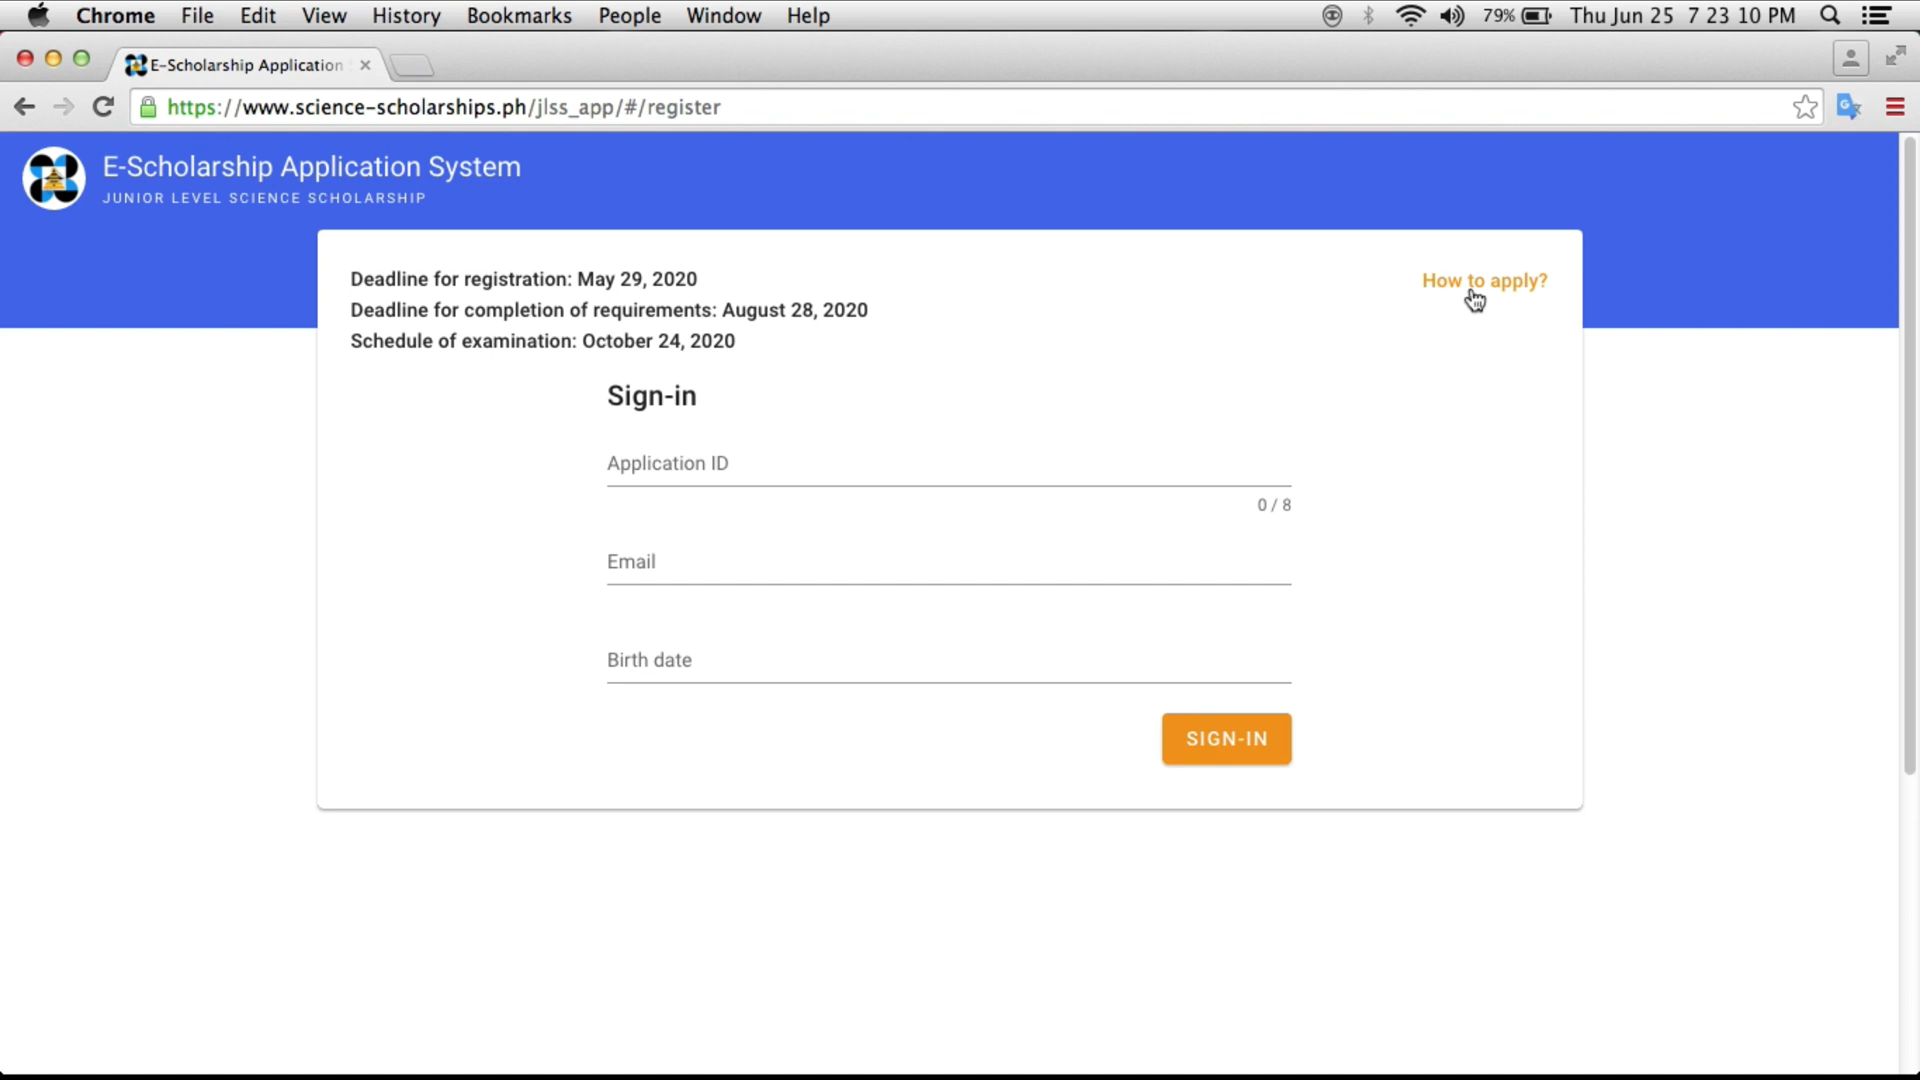 Chrome File Edit View History Bookmarks People Window Help 79% Thu Jun 25 7 23 10 PM
E-Scholarship Application
https://www.science-scholarships.ph/jlss_app/#/register
E-Scholarship Application System
JUNIOR LEVEL SCIENCE SCHOLARSHIP
Deadline for registration: May 29, 2020
How to apply?
Deadline for completion of requirements: August 28, 2020
Schedule of examination: October 24, 2020
Sign-in
Application ID
0 / 8
Email
Birth date
SIGN-IN